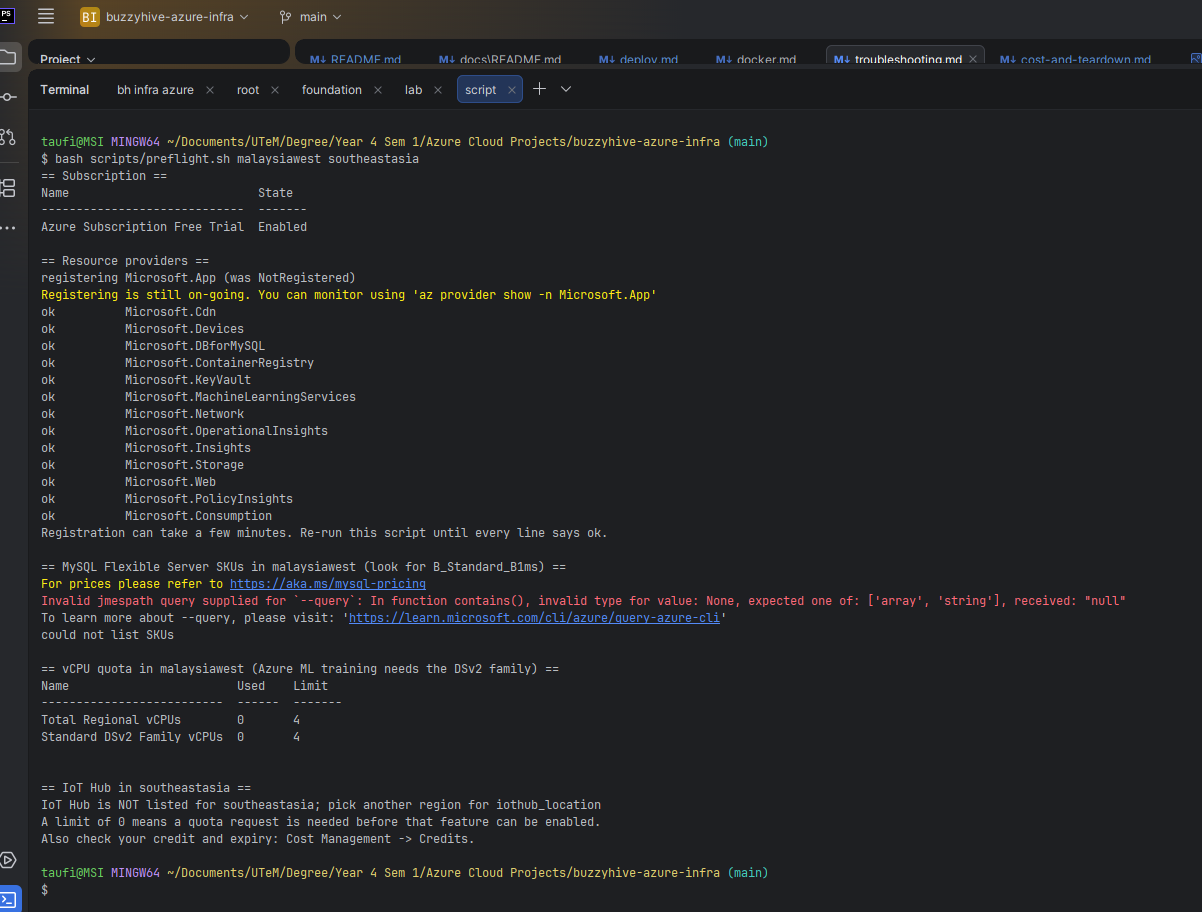 PS
BI buzzyhive-azure-infra main
Project README.md docs\README.md deploy.md docker.md troubleshooting.md cost-and-teardown.md
Terminal bh infra azure root foundation lab script
taufi@MSI MINGW64 ~/Documents/UTeM/Degree/Year 4 Sem 1/Azure Cloud Projects/buzzyhive-azure-infra (main)
$ bash scripts/preflight.sh malaysiawest southeastasia
== Subscription ==
Name State
----------------------------- -------
Azure Subscription Free Trial Enabled
== Resource providers ==
registering Microsoft.App (was NotRegistered)
Registering is still on-going. You can monitor using 'az provider show -n Microsoft.App'
ok Microsoft.Cdn
ok Microsoft.Devices
ok Microsoft.DBforMySQL
ok Microsoft.ContainerRegistry
ok Microsoft.KeyVault
ok Microsoft.MachineLearningServices
ok Microsoft.Network
ok Microsoft.OperationalInsights
ok Microsoft.Insights
ok Microsoft.Storage
ok Microsoft.Web
ok Microsoft.PolicyInsights
ok Microsoft.Consumption
Registration can take a few minutes. Re-run this script until every line says ok.
== MySQL Flexible Server SKUs in malaysiawest (look for B_Standard_B1ms) ==
For prices please refer to https://aka.ms/mysql-pricing
Invalid jmespath query supplied for `--query`: In function contains(), invalid type for value: None, expected one of: ['array', 'string'], received: "null"
To learn more about --query, please visit: 'https://learn.microsoft.com/cli/azure/query-azure-cli'
could not list SKUs
== vCPU quota in malaysiawest (Azure ML training needs the DSv2 family) ==
Name Used Limit
-------------------------- ------ -------
Total Regional vCPUs 0 4
Standard DSv2 Family vCPUs 0 4
== IoT Hub in southeastasia ==
IoT Hub is NOT listed for southeastasia; pick another region for iothub_location
A limit of 0 means a quota request is needed before that feature can be enabled.
Also check your credit and expiry: Cost Management -> Credits.
taufi@MSI MINGW64 ~/Documents/UTeM/Degree/Year 4 Sem 1/Azure Cloud Projects/buzzyhive-azure-infra (main)
$